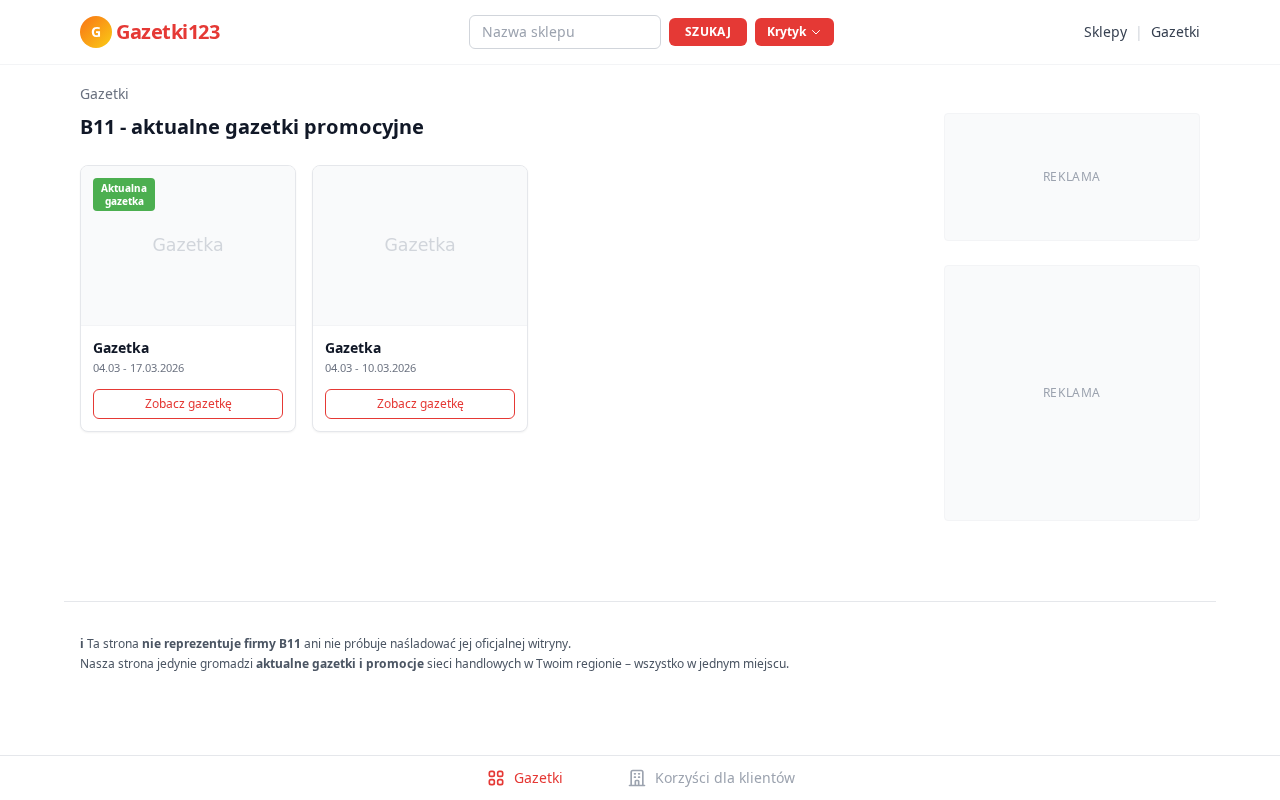 G Gazetki123
Nazwa sklepu
SZUKAJ
Krytyk
Sklepy | Gazetki
Gazetki
B11 - aktualne gazetki promocyjne
Aktualna
gazetka
Gazetka
Gazetka
04.03 - 17.03.2026
Zobacz gazetkę
Gazetka
Gazetka
04.03 - 10.03.2026
Zobacz gazetkę
REKLAMA
REKLAMA
i Ta strona nie reprezentuje firmy B11 ani nie próbuje naśladować jej oficjalnej witryny.
Nasza strona jedynie gromadzi aktualne gazetki i promocje sieci handlowych w Twoim regionie – wszystko w jednym miejscu.
Gazetki
Korzyści dla klientów